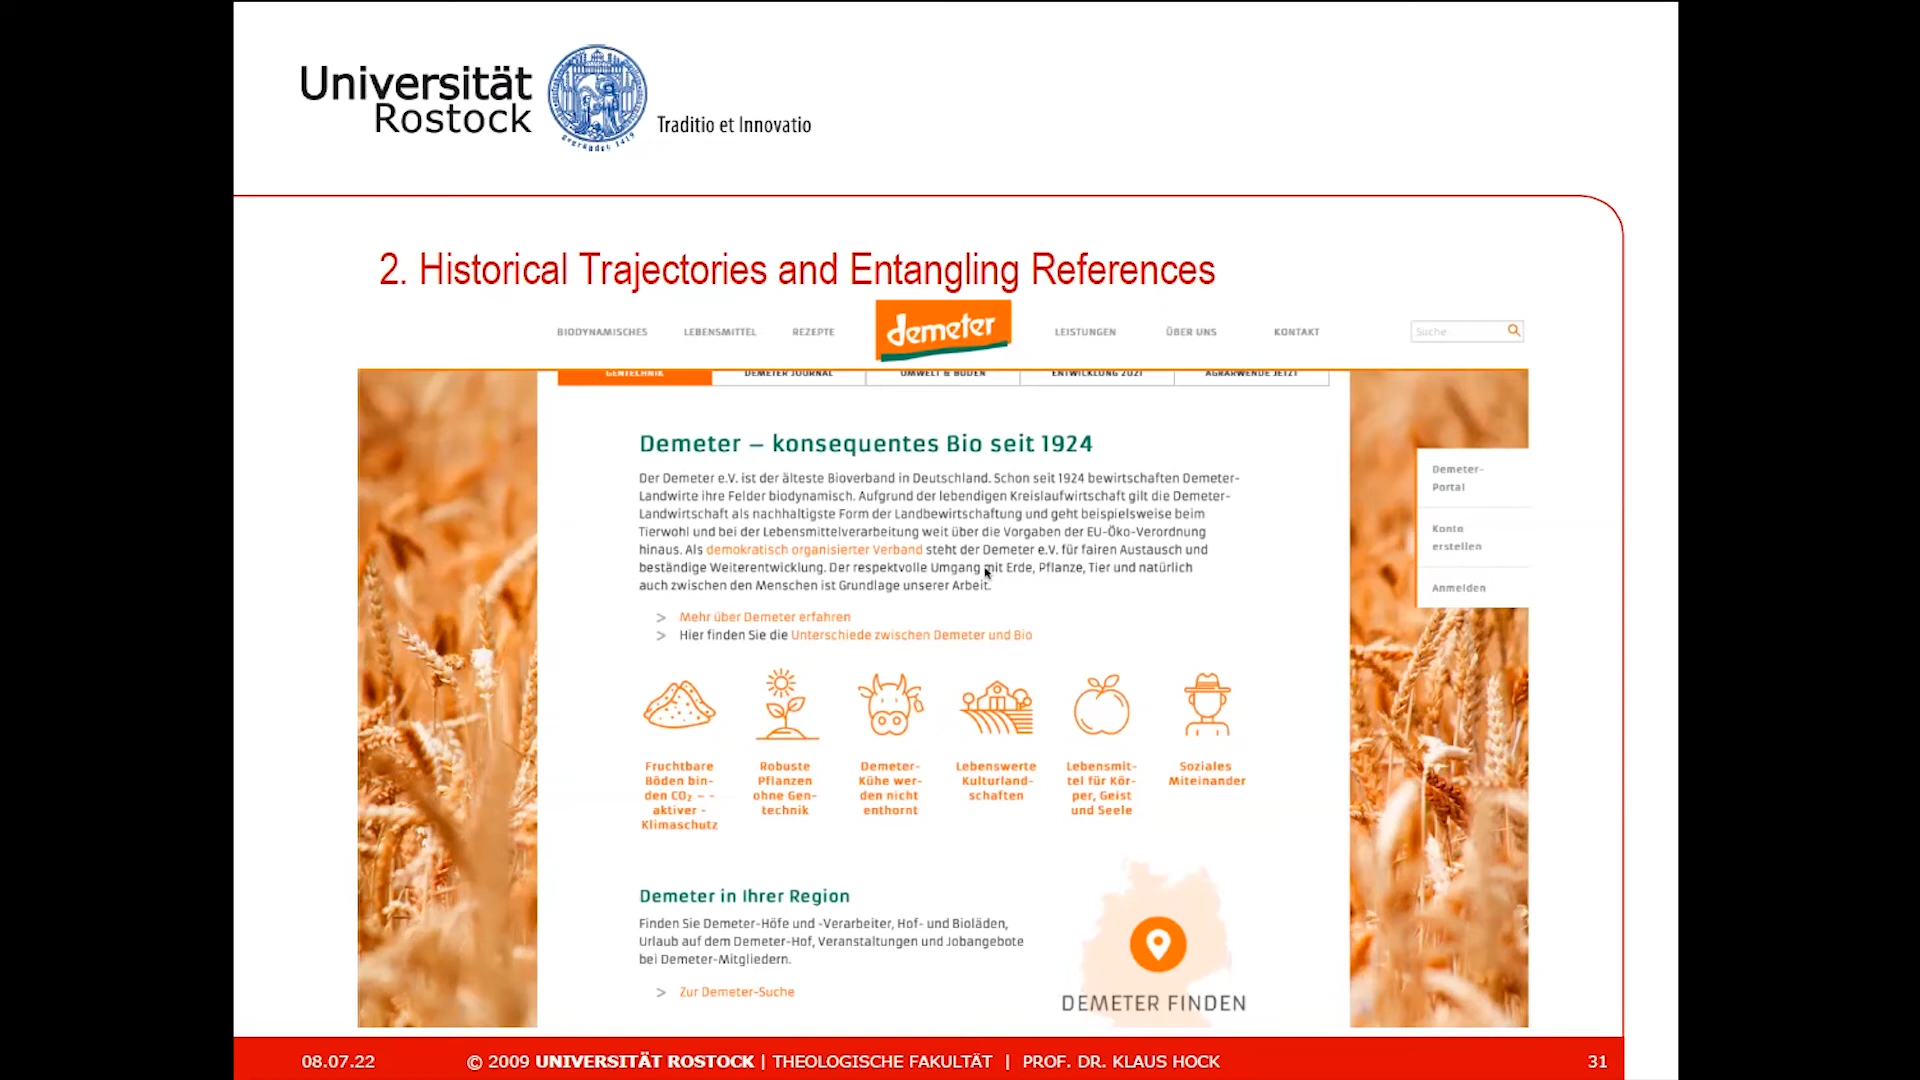 Universität
Rostock
Traditio et Innovatio
gegründet 1419
2. Historical Trajectories and Entangling References
BIODYNAMISCHES LEBENSMITTEL REZEPTE demeter LEISTUNGEN ÜBER UNS KONTAKT Suche
GENTECHNIK DEMETER JOURNAL UMWELT & BODEN ENTWICKLUNG 2021 AGRARWENDE JETZT
Demeter – konsequentes Bio seit 1924
Der Demeter e.V. ist der älteste Bioverband in Deutschland. Schon seit 1924 bewirtschaften Demeter-
Landwirte ihre Felder biodynamisch. Aufgrund der lebendigen Kreislaufwirtschaft gilt die Demeter-
Landwirtschaft als nachhaltigste Form der Landbewirtschaftung und geht beispielsweise beim
Tierwohl und bei der Lebensmittelverarbeitung weit über die Vorgaben der EU-Öko-Verordnung
hinaus. Als demokratisch organisierter Verband steht der Demeter e.V. für fairen Austausch und
beständige Weiterentwicklung. Der respektvolle Umgang mit Erde, Pflanze, Tier und natürlich
auch zwischen den Menschen ist Grundlage unserer Arbeit.
> Mehr über Demeter erfahren
> Hier finden Sie die Unterschiede zwischen Demeter und Bio
Demeter-
Portal
Konto
erstellen
Anmelden
Fruchtbare
Böden bin-
den CO₂ – -
aktiver -
Klimaschutz
Robuste
Pflanzen
ohne Gen-
technik
Demeter-
Kühe wer-
den nicht
enthornt
Lebenswerte
Kulturland-
schaften
Lebensmit-
tel für Kör-
per, Geist
und Seele
Soziales
Miteinander
Demeter in Ihrer Region
Finden Sie Demeter-Höfe und -Verarbeiter, Hof- und Bioläden,
Urlaub auf dem Demeter-Hof, Veranstaltungen und Jobangebote
bei Demeter-Mitgliedern.
> Zur Demeter-Suche
DEMETER FINDEN
08.07.22 © 2009 UNIVERSITÄT ROSTOCK | THEOLOGISCHE FAKULTÄT | PROF. DR. KLAUS HOCK 31